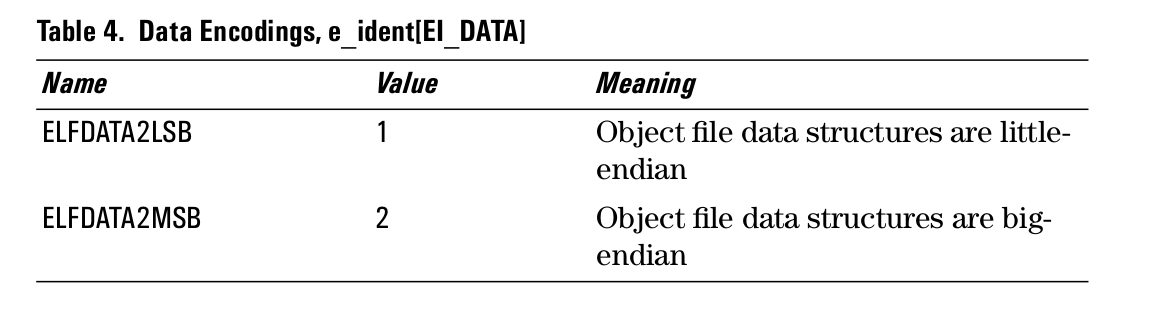 Table 4. Data Encodings, e_ident[EI_DATA]
Name Value Meaning
ELFDATA2LSB 1 Object file data structures are little-
endian
ELFDATA2MSB 2 Object file data structures are big-
endian